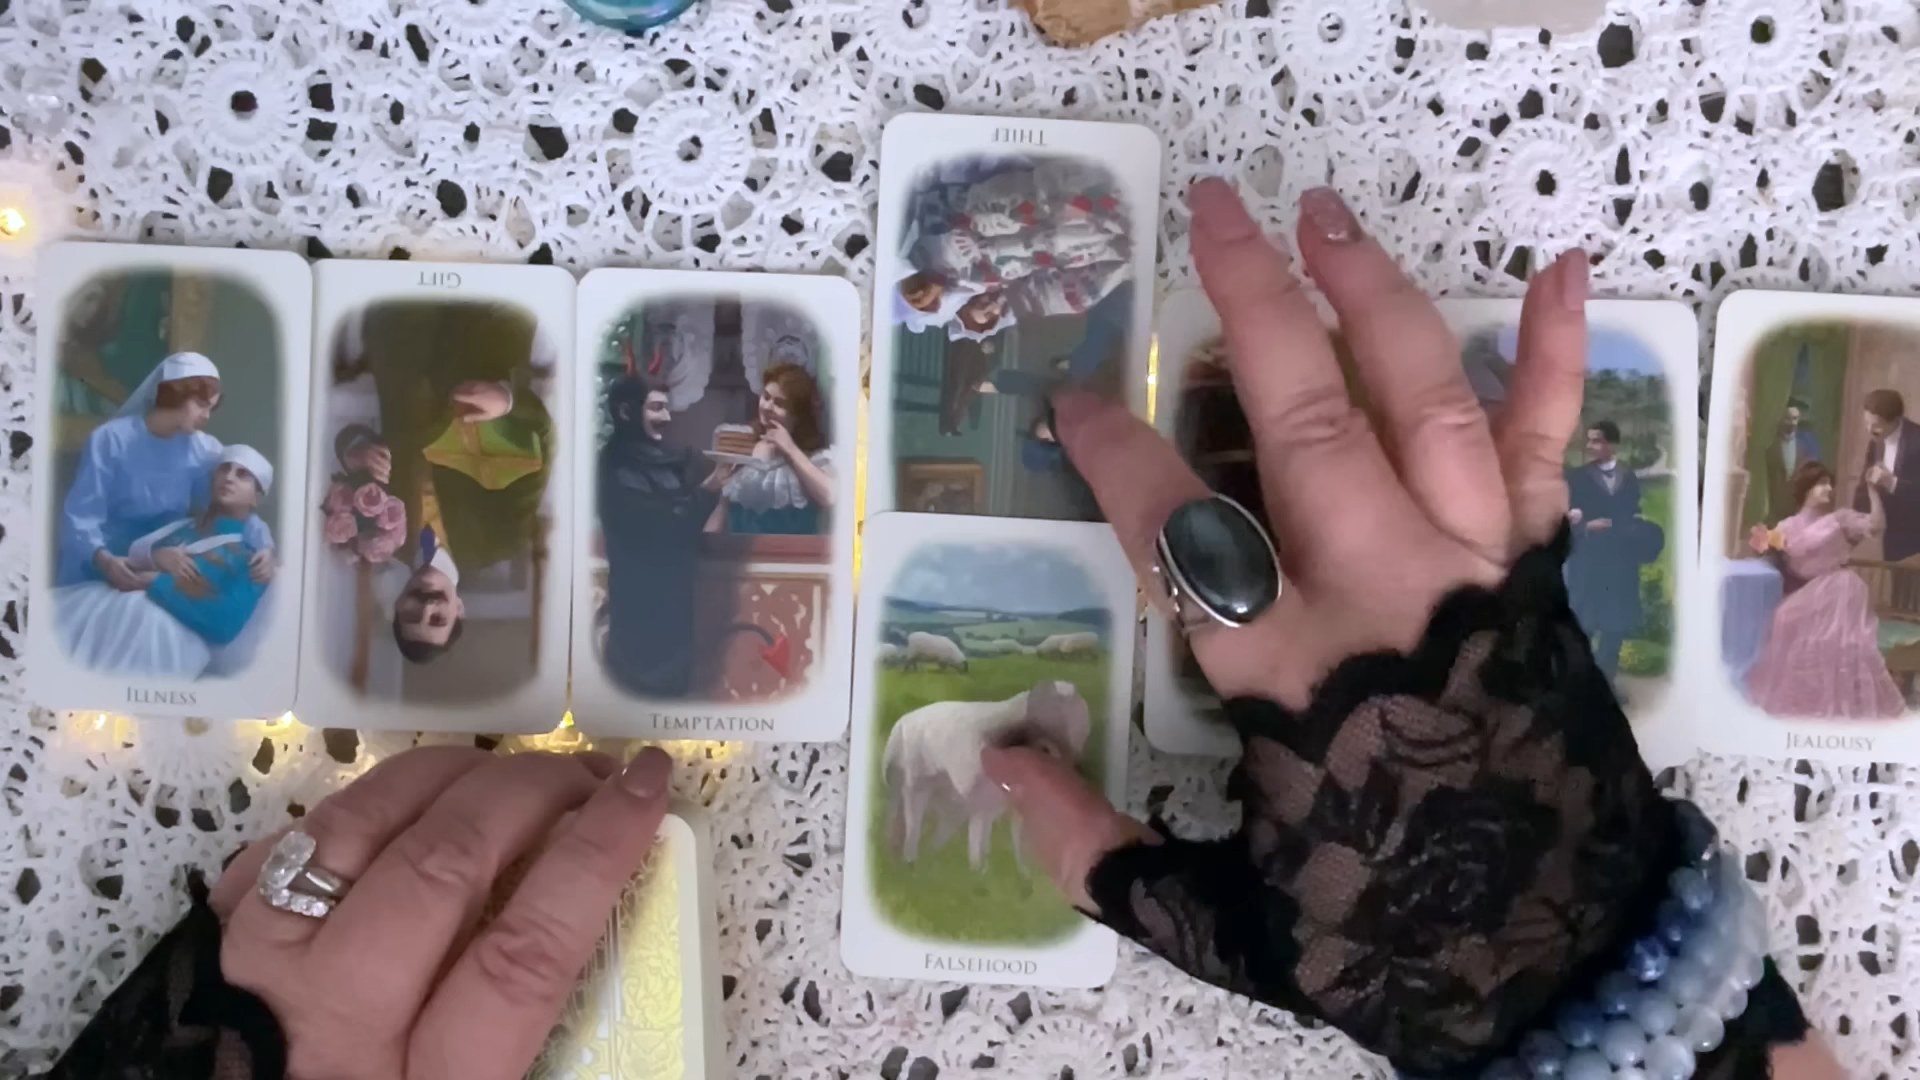 THIEF
GIFT
ILLNESS
TEMPTATION
JEALOUSY
FALSEHOOD